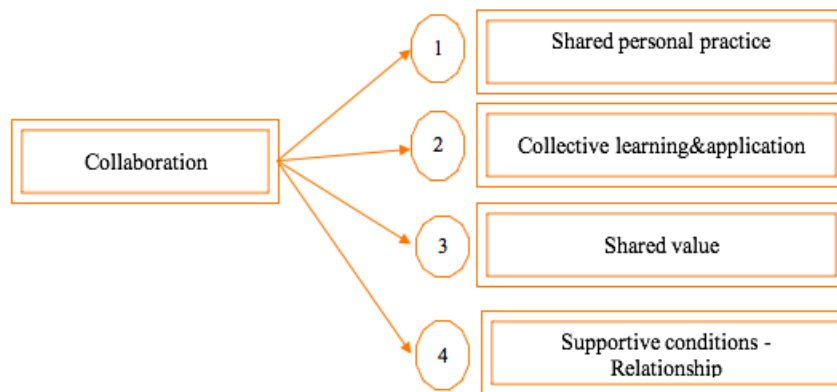 1
Shared personal practice
2
Collective learning&application
Collaboration
3
Shared value
4
Supportive conditions -
Relationship